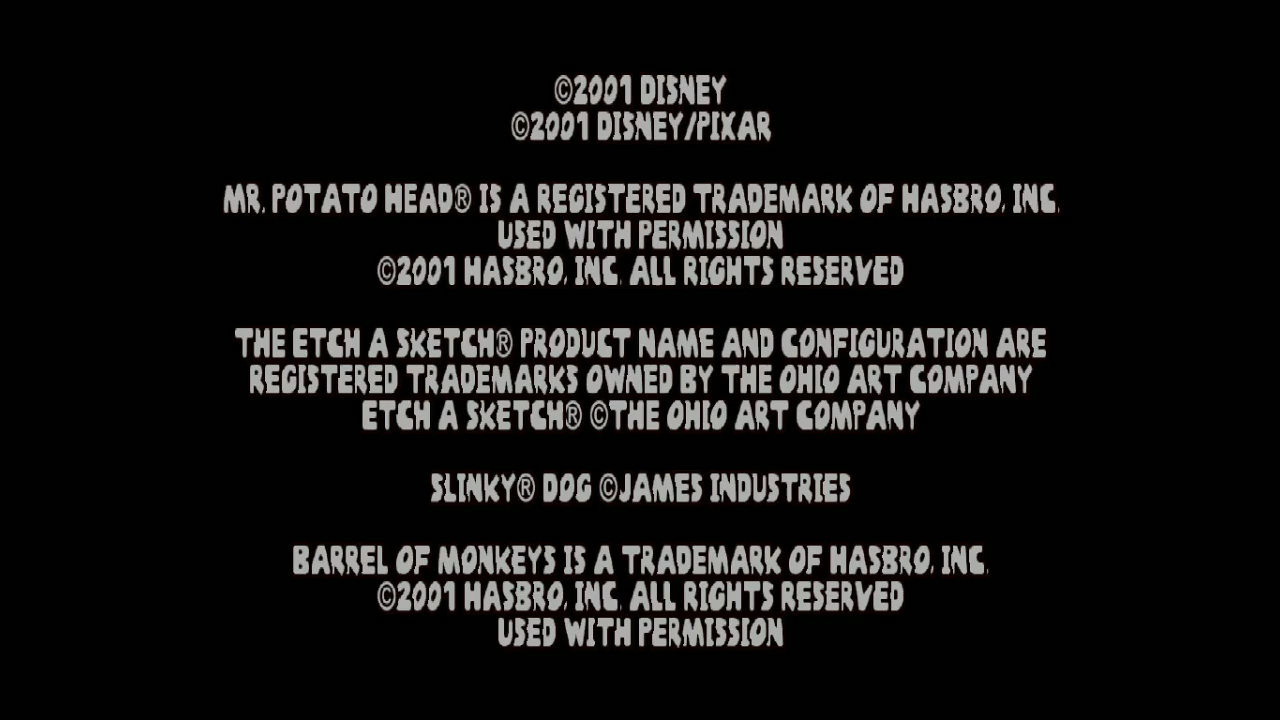 ©2001 DISNEY
©2001 DISNEY/PIXAR
MR. POTATO HEAD® IS A REGISTERED TRADEMARK OF HASBRO, INC.
USED WITH PERMISSION
©2001 HASBRO, INC. ALL RIGHTS RESERVED
THE ETCH A SKETCH® PRODUCT NAME AND CONFIGURATION ARE
REGISTERED TRADEMARKS OWNED BY THE OHIO ART COMPANY
ETCH A SKETCH® ©THE OHIO ART COMPANY
SLINKY® DOG ©JAMES INDUSTRIES
BARREL OF MONKEYS IS A TRADEMARK OF HASBRO, INC.
©2001 HASBRO, INC. ALL RIGHTS RESERVED
USED WITH PERMISSION